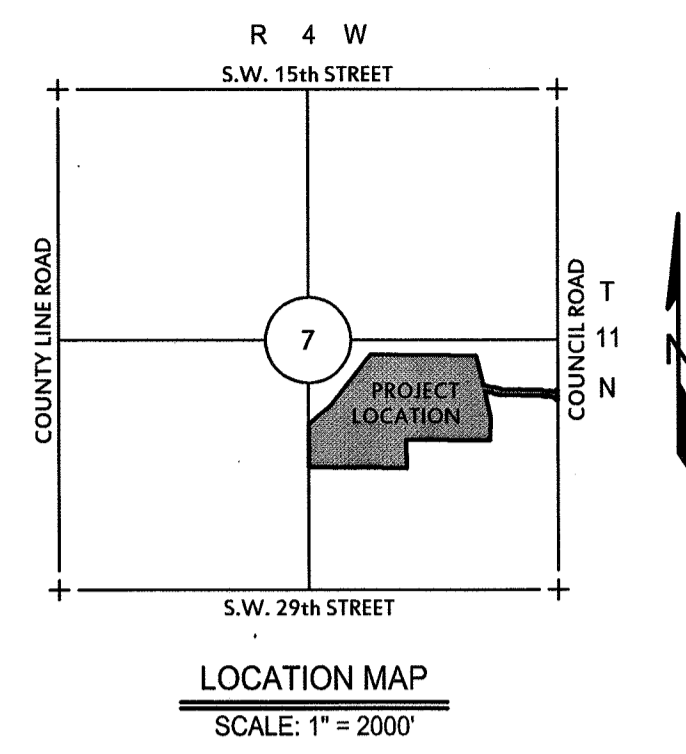 R 4 W
S.W. 15th STREET
COUNTY LINE ROAD
7
COUNCIL ROAD
T
11
N
N
PROJECT
LOCATION
S.W. 29th STREET
LOCATION MAP
SCALE: 1" = 2000'